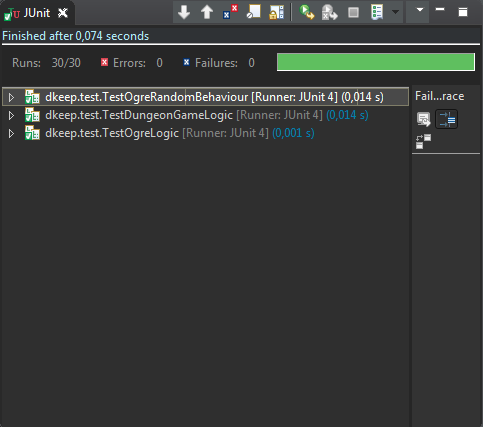 JUnit
Finished after 0,074 seconds
Runs: 30/30 Errors: 0 Failures: 0
dkeep.test.TestOgreRandomBehaviour [Runner: JUnit 4] (0,014 s)
dkeep.test.TestDungeonGameLogic [Runner: JUnit 4] (0,014 s)
dkeep.test.TestOgreLogic [Runner: JUnit 4] (0,001 s)
Fail...race